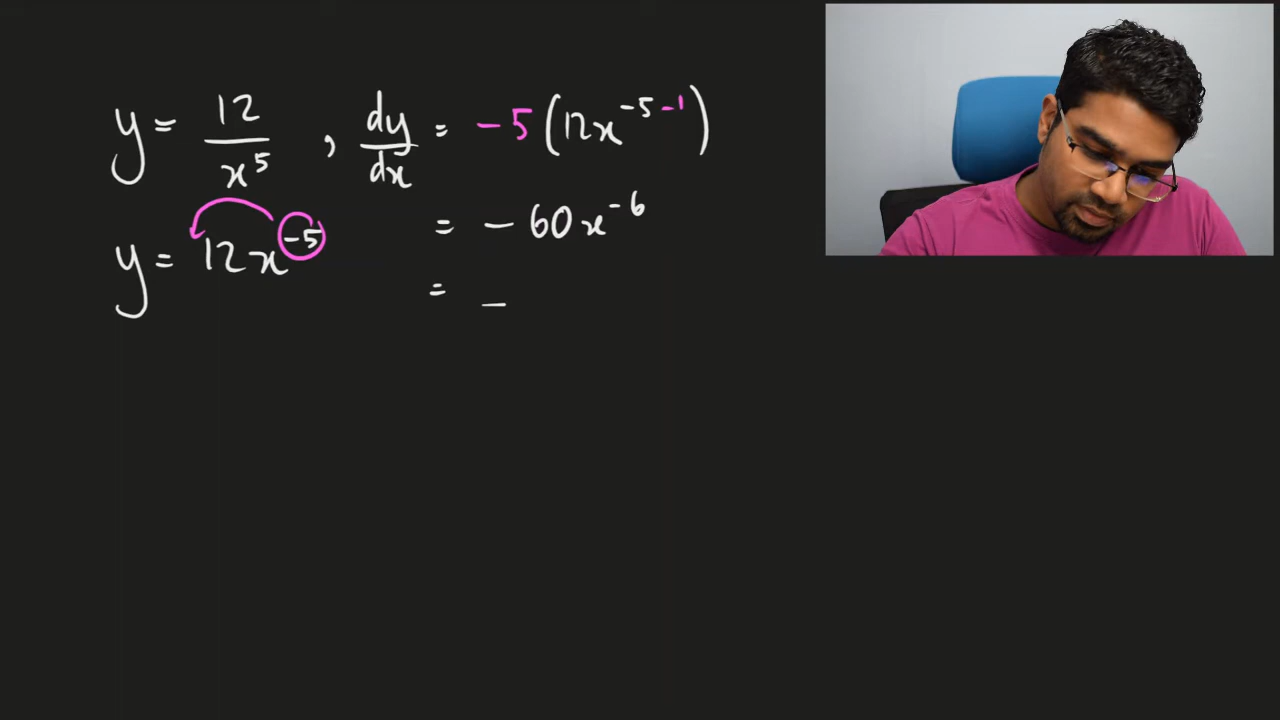 y = 12/x^5 , dy/dx = -5(12x^{-5-1})
= -60x^{-6}
y = 12x^{-5}
= -